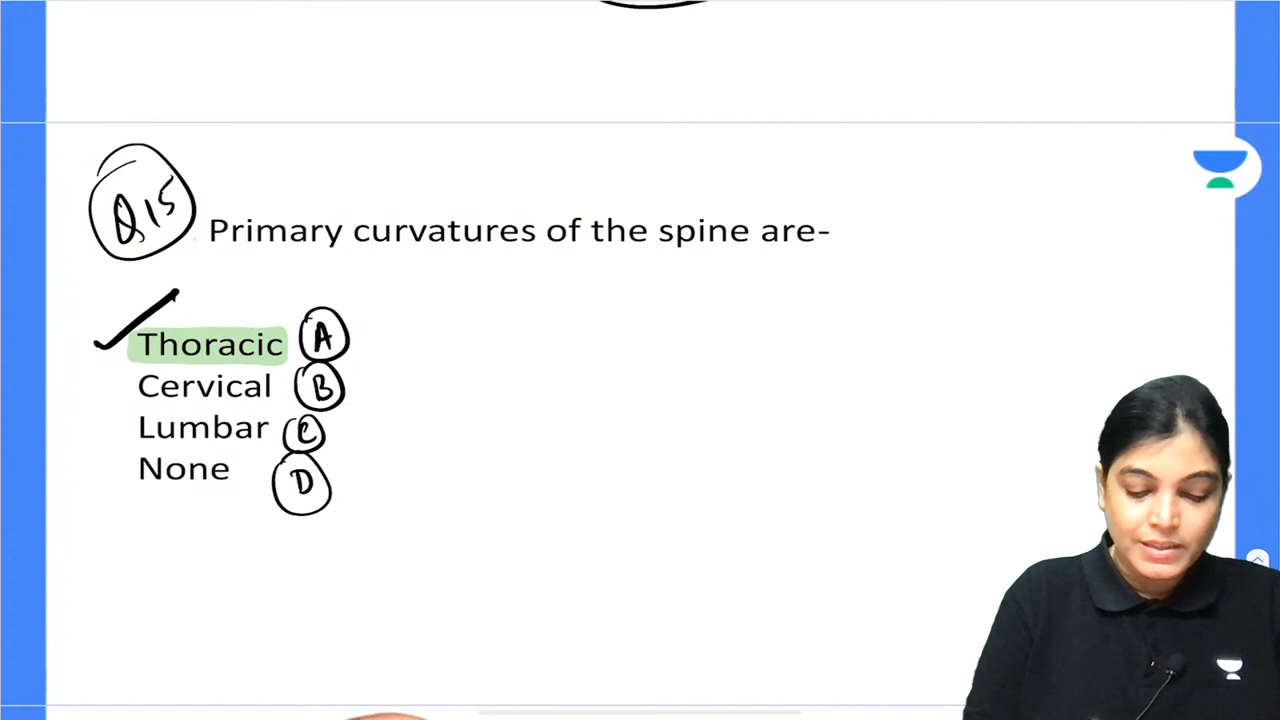 Q15
Primary curvatures of the spine are-
Thoracic A
Cervical B
Lumbar C
None D